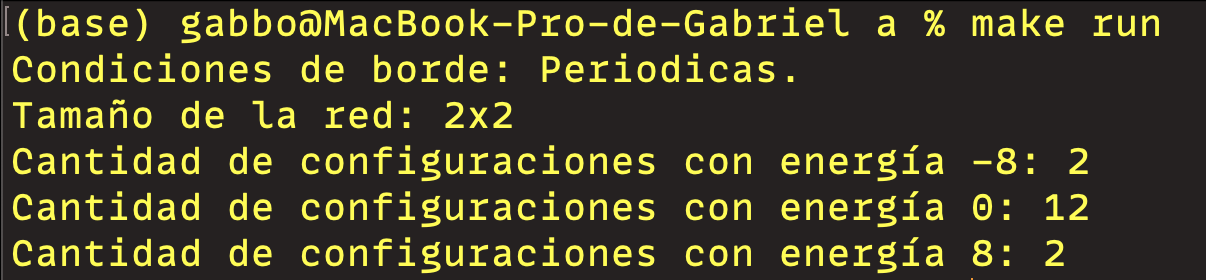 (base) gabbo@MacBook-Pro-de-Gabriel a % make run
Condiciones de borde: Periodicas.
Tamaño de la red: 2x2
Cantidad de configuraciones con energía -8: 2
Cantidad de configuraciones con energía 0: 12
Cantidad de configuraciones con energía 8: 2